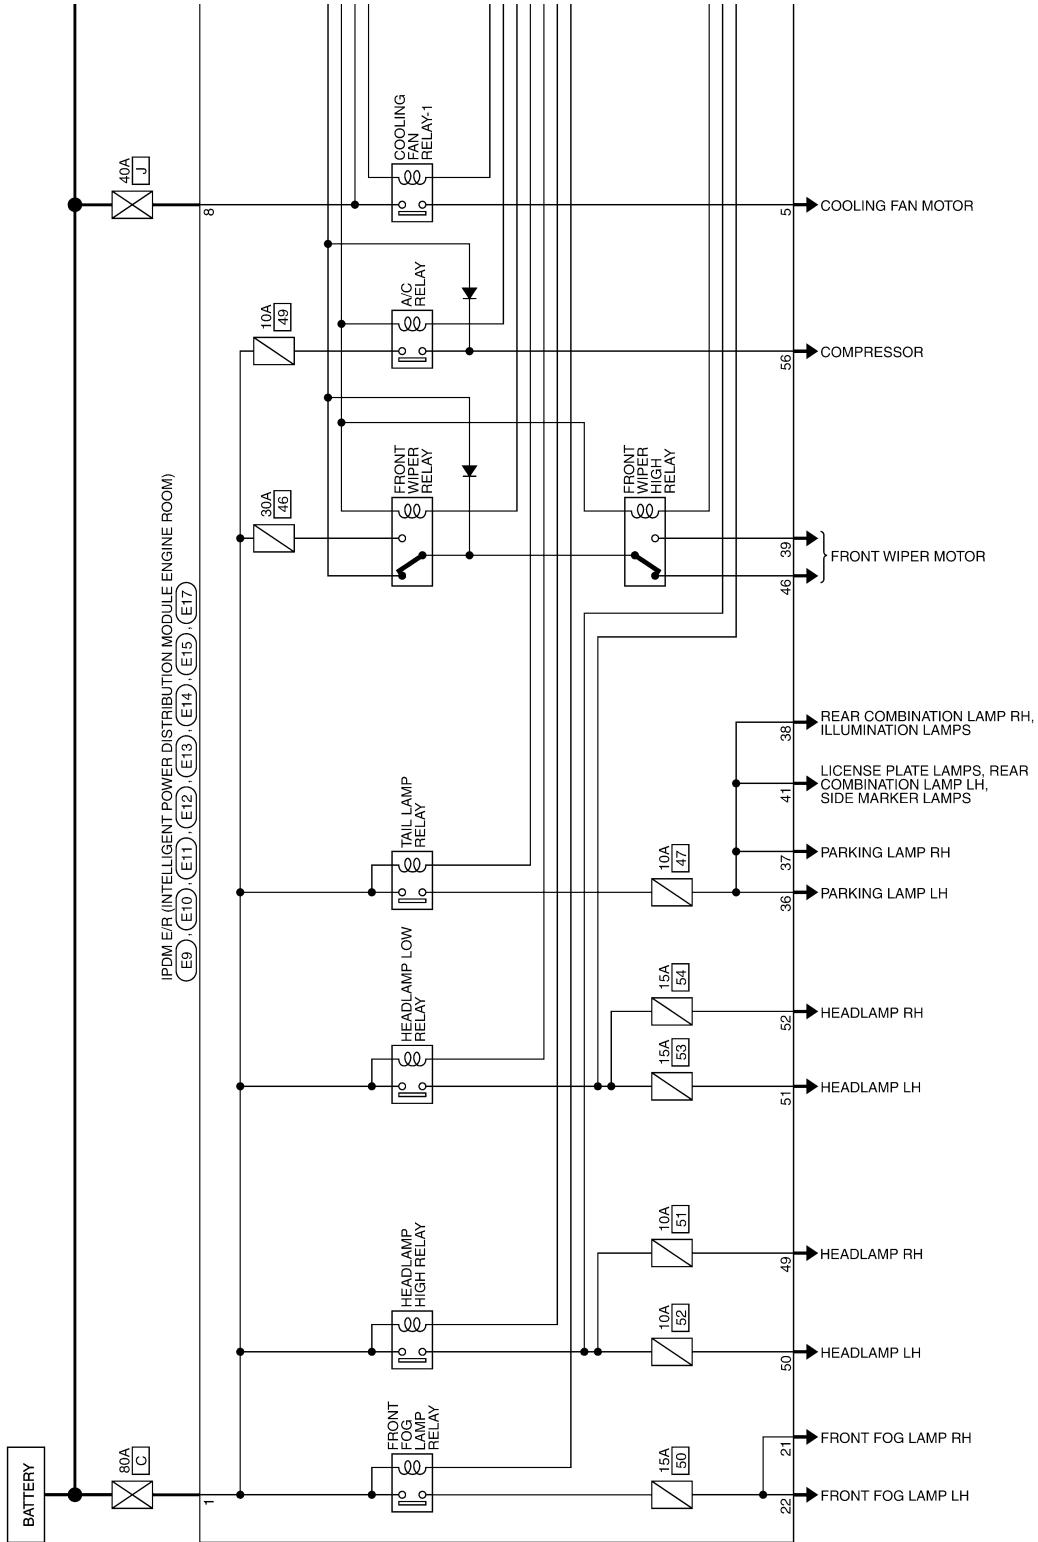 COOLING
FAN
RELAY-1
40A
J
8
5
COOLING FAN MOTOR
A/C
RELAY
10A
49
56
COMPRESSOR
FRONT
WIPER
RELAY
FRONT
WIPER
HIGH
RELAY
30A
46
39
FRONT WIPER MOTOR
46
IPDM E/R (INTELLIGENT POWER DISTRIBUTION MODULE ENGINE ROOM)
E9 , E10 , E11 , E12 , E13 , E14 , E15 , E17
38
REAR COMBINATION LAMP RH,
ILLUMINATION LAMPS
41
LICENSE PLATE LAMPS, REAR
COMBINATION LAMP LH,
SIDE MARKER LAMPS
TAIL LAMP
RELAY
10A
47
37
PARKING LAMP RH
36
PARKING LAMP LH
HEADLAMP LOW
RELAY
15A
54
52
HEADLAMP RH
15A
53
51
HEADLAMP LH
HEADLAMP
HIGH RELAY
10A
51
49
HEADLAMP RH
10A
52
50
HEADLAMP LH
FRONT
FOG
LAMP
RELAY
21
FRONT FOG LAMP RH
BATTERY
80A
C
1
15A
50
22
FRONT FOG LAMP LH